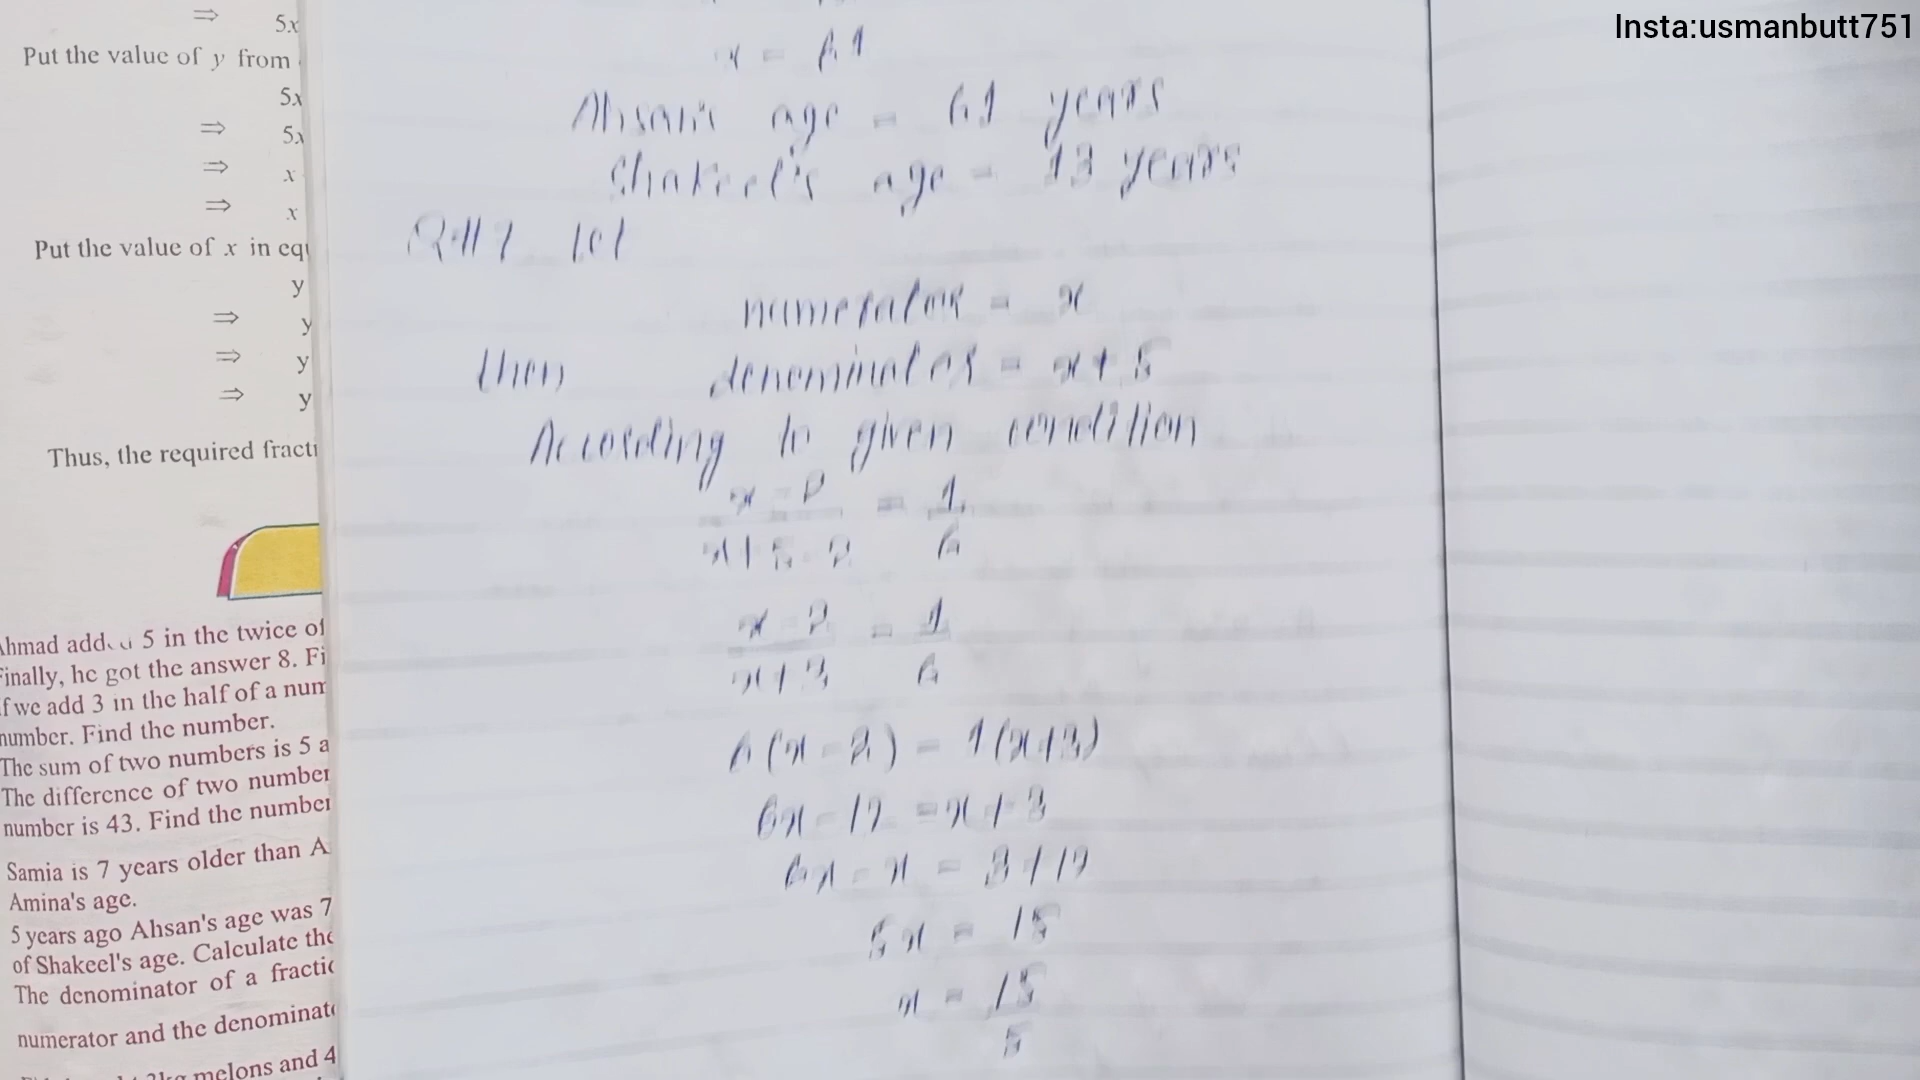 Insta:usmanbutt751
⇒ 5x
Put the value of y from
5x
⇒ 5x
⇒ x
⇒ x
Put the value of x in equ
y
⇒ y
⇒ y
⇒ y
Thus, the required fracti
Ahmad added 5 in the twice of
Finally, he got the answer 8. Fi
If we add 3 in the half of a num
number. Find the number.
The sum of two numbers is 5 a
The difference of two number
number is 43. Find the number
Samia is 7 years older than A
Amina's age.
5 years ago Ahsan's age was 7
of Shakeel's age. Calculate the
The denominator of a fractio
numerator and the denominato
melons and 4
x = 61
Ahsan's age = 61 years
Shakeel's age = 13 years
Q#7 Let
numerator = x
then denominator = x + 5
According to given condition
x - 2 / x + 5 - 2 = 1 / 6
x - 2 / x + 3 = 1 / 6
6(x - 2) = 1(x+3)
6x - 12 = x + 3
6x - x = 3 + 12
5x = 15
x = 15 / 5